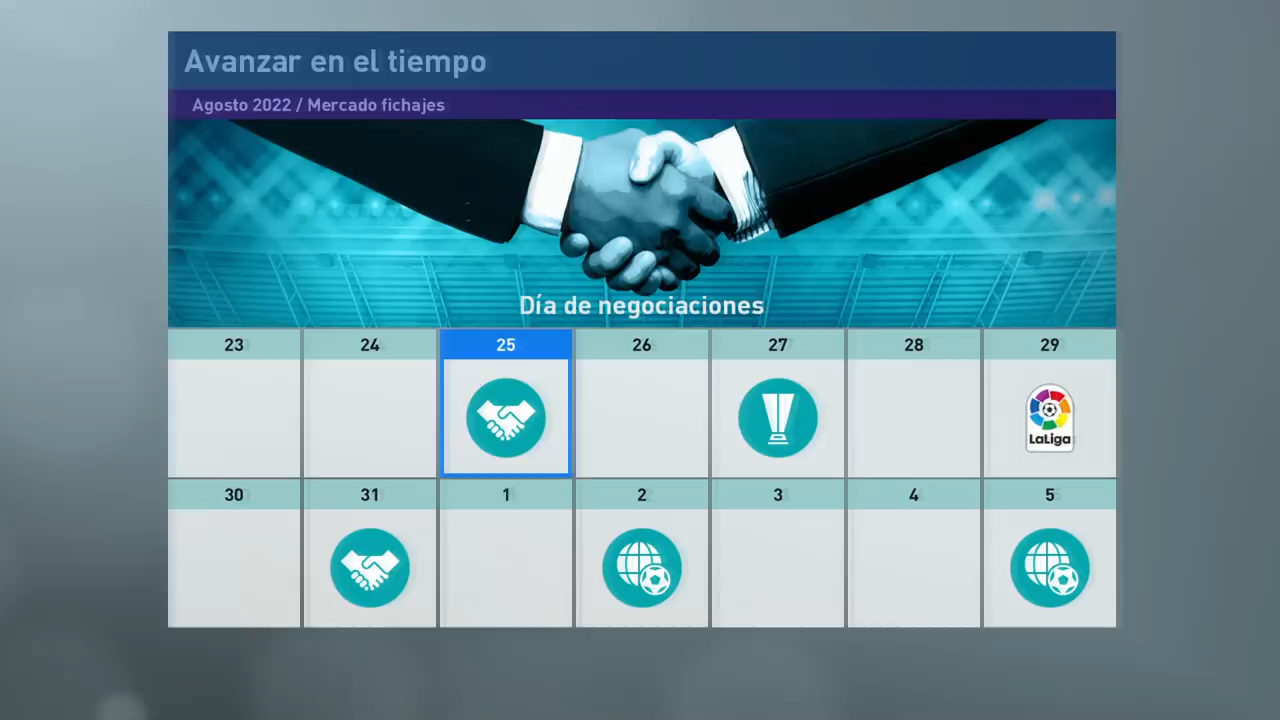 Avanzar en el tiempo
Agosto 2022 / Mercado fichajes
Día de negociaciones
23 24 25 26 27 28 29
LaLiga
30 31 1 2 3 4 5